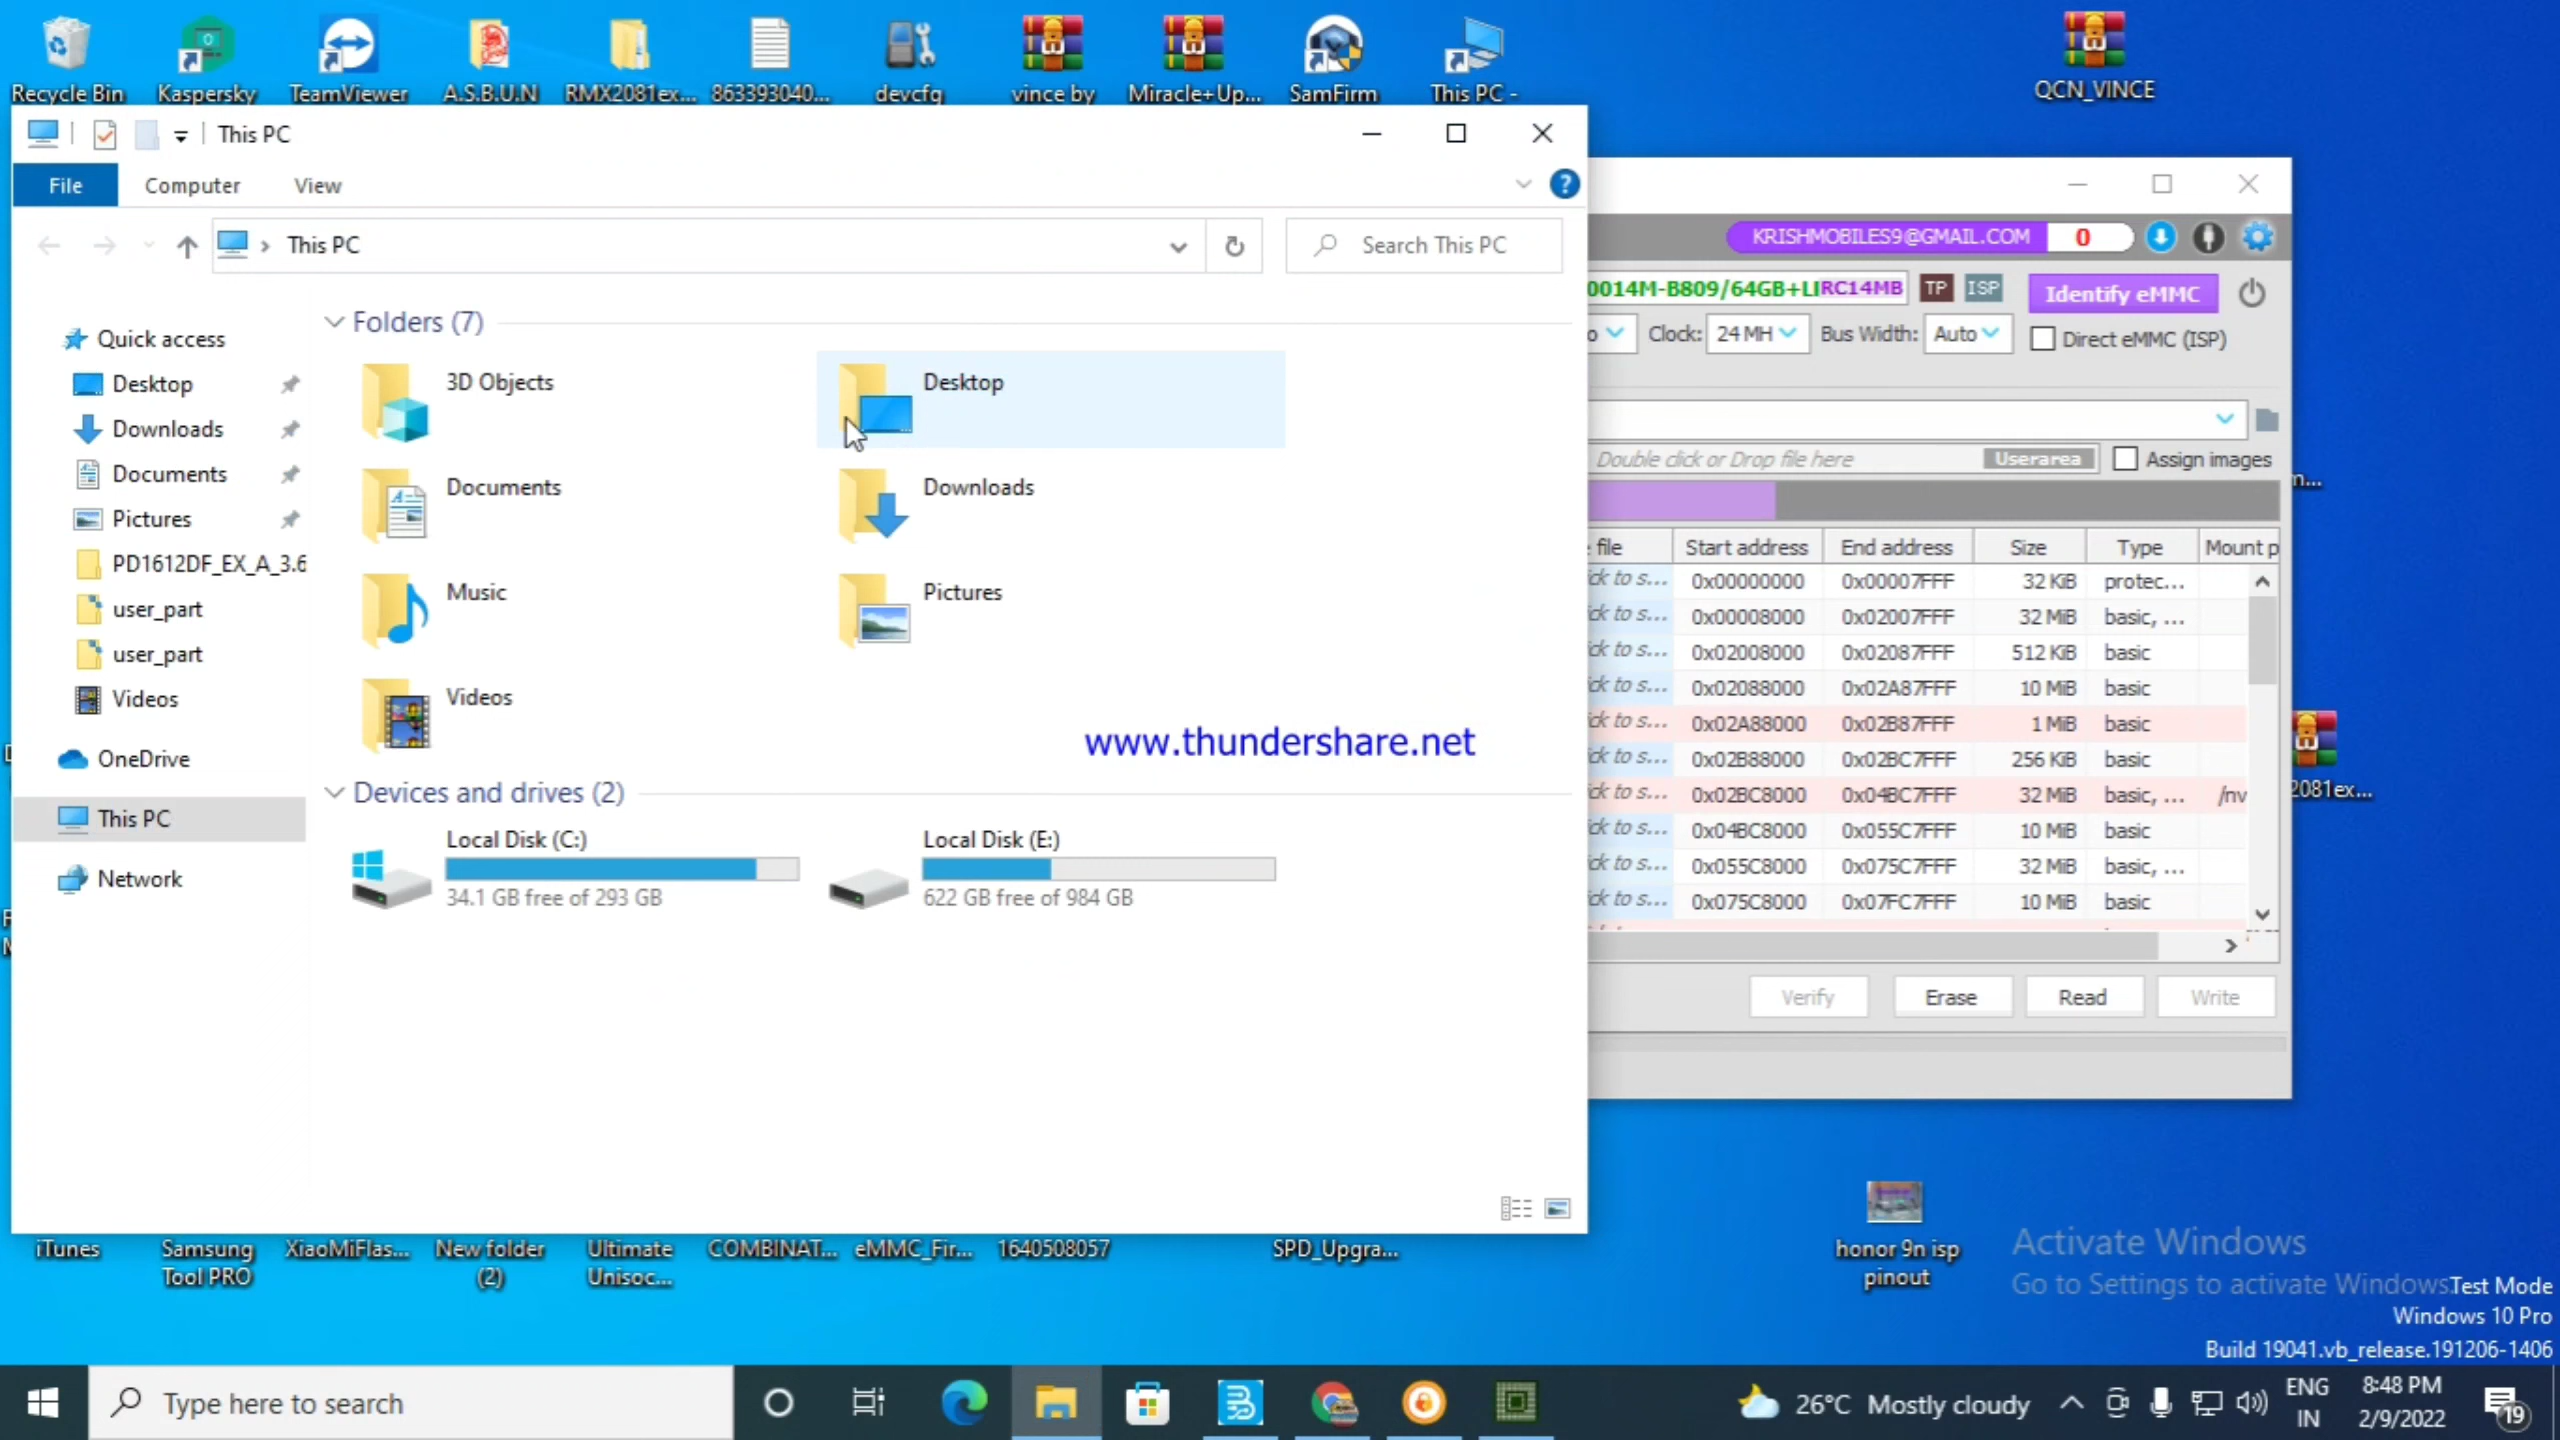 Recycle Bin
Kaspersky
TeamViewer
A.S.B.U.N
RMX2081ex...
863393040...
devcfg
vince by
Miracle+Up...
SamFirm
This PC -
QCN_VINCE
This PC
File
Computer
View
This PC
Search This PC
Quick access
Desktop
Downloads
Documents
Pictures
PD1612DF_EX_A_3.6
user_part
user_part
Videos
OneDrive
This PC
Network
Folders (7)
3D Objects
Desktop
Documents
Downloads
Music
Pictures
Videos
www.thundershare.net
Devices and drives (2)
Local Disk (C:)
34.1 GB free of 293 GB
Local Disk (E:)
622 GB free of 984 GB
KRISHMOBILES9@GMAIL.COM 0
0014M-B809/64GB+LI RC14MB TP ISP Identify eMMC
Clock: 24 MH Bus Width: Auto Direct eMMC (ISP)
Double click or Drop file here Userarea Assign images
file Start address End address Size Type Mount p
ck to s... 0x00000000 0x00007FFF 32 KiB protec...
ck to s... 0x00008000 0x02007FFF 32 MiB basic, ...
ck to s... 0x02008000 0x02087FFF 512 KiB basic
ck to s... 0x02088000 0x02A87FFF 10 MiB basic
ck to s... 0x02A88000 0x02B87FFF 1 MiB basic
ck to s... 0x02B88000 0x02BC7FFF 256 KiB basic
ck to s... 0x02BC8000 0x04BC7FFF 32 MiB basic, ... /nv
ck to s... 0x04BC8000 0x055C7FFF 10 MiB basic
ck to s... 0x055C8000 0x075C7FFF 32 MiB basic, ...
ck to s... 0x075C8000 0x07FC7FFF 10 MiB basic
Verify Erase Read Write
2081ex...
iTunes
Samsung
Tool PRO
XiaoMiFlas...
New folder
(2)
Ultimate
Unisoc...
COMBINAT...
eMMC_Fir...
1640508057
SPD_Upgra...
honor 9n isp
pinout
Activate Windows
Go to Settings to activate Windows.
Test Mode
Windows 10 Pro
Build 19041.vb_release.191206-1406
Type here to search
26°C Mostly cloudy
ENG
IN
8:48 PM
2/9/2022
19